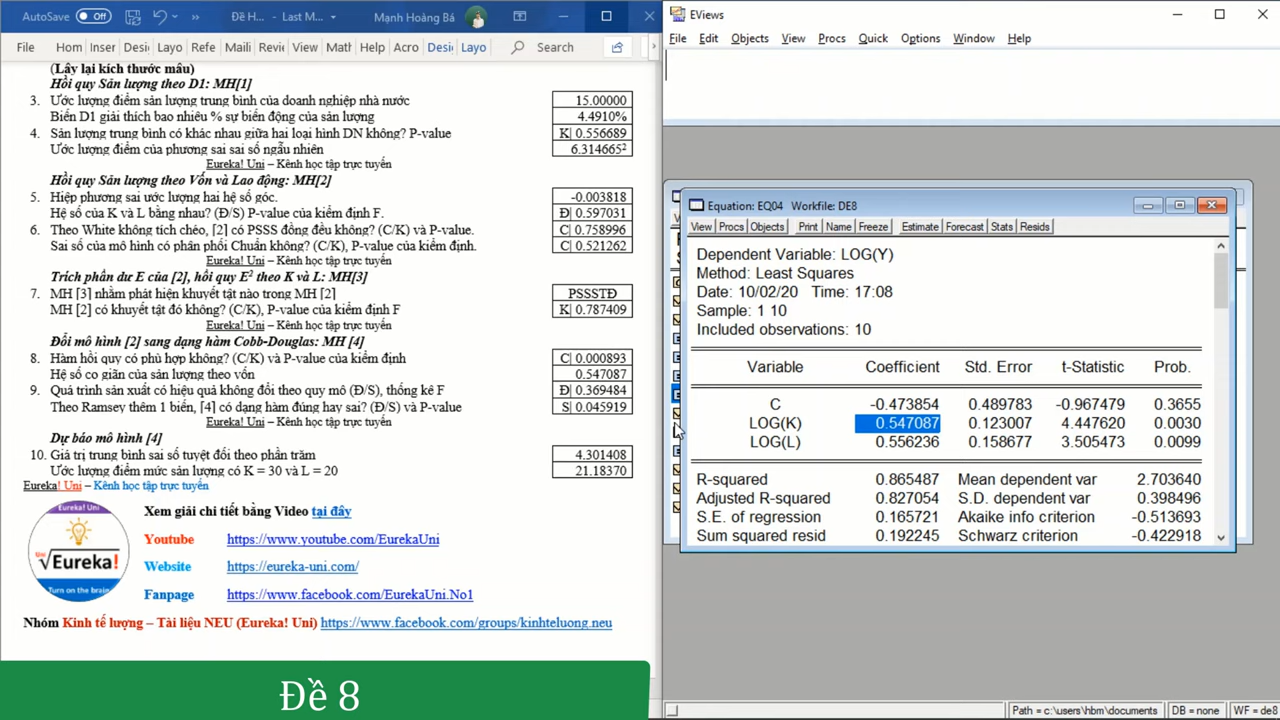 AutoSave Off Đề H... - Last M... Mạnh Hoàng Bá
File Hom Inser Desi Layo Refe Maili Revi View Math Help Acro Desi Layo Search
(Lấy lại kích thước mẫu)
Hồi quy Sản lượng theo D1: MH[1]
3. Ước lượng điểm sản lượng trung bình của doanh nghiệp nhà nước 15.00000
Biến D1 giải thích bao nhiêu % sự biến động của sản lượng 4.4910%
4. Sản lượng trung bình có khác nhau giữa hai loại hình DN không? P-value K| 0.556689
Ước lượng điểm của phương sai sai số ngẫu nhiên 6.314665²
Eureka! Uni – Kênh học tập trực tuyến
Hồi quy Sản lượng theo Vốn và Lao động: MH[2]
5. Hiệp phương sai ước lượng hai hệ số góc. -0.003818
Hệ số của K và L bằng nhau? (Đ/S) P-value của kiểm định F. Đ| 0.597031
6. Theo White không tích chéo, [2] có PSSS đồng đều không? (C/K) và P-value. C| 0.758996
Sai số của mô hình có phân phối Chuẩn không? (C/K), P-value của kiểm định. C| 0.521262
Eureka! Uni – Kênh học tập trực tuyến
Trích phần dư E của [2], hồi quy E² theo K và L: MH[3]
7. MH [3] nhằm phát hiện khuyết tật nào trong MH [2] PSSSTĐ
MH [2] có khuyết tật đó không? (C/K), P-value của kiểm định F K| 0.787409
Eureka! Uni – Kênh học tập trực tuyến
Đổi mô hình [2] sang dạng hàm Cobb-Douglas: MH [4]
8. Hàm hồi quy có phù hợp không? (C/K) và P-value của kiểm định C| 0.000893
Hệ số co giãn của sản lượng theo vốn 0.547087
9. Quá trình sản xuất có hiệu quả không đổi theo quy mô (Đ/S), thống kê F Đ| 0.369484
Theo Ramsey thêm 1 biến, [4] có dạng hàm đúng hay sai? (Đ/S) và P-value S| 0.045919
Eureka! Uni – Kênh học tập trực tuyến
Dự báo mô hình [4]
10. Giá trị trung bình sai số tuyệt đối theo phần trăm 4.301408
Ước lượng điểm mức sản lượng có K = 30 và L = 20 21.18370
Eureka! Uni – Kênh học tập trực tuyến
Eureka! Uni
Uni √Eureka!
Turn on the brain
Xem giải chi tiết bằng Video tại đây
Youtube https://www.youtube.com/EurekaUni
Website https://eureka-uni.com/
Fanpage https://www.facebook.com/EurekaUni.No1
Nhóm Kinh tế lượng – Tài liệu NEU (Eureka! Uni) https://www.facebook.com/groups/kinhteluong.neu
Đề 8
EViews
File Edit Objects View Procs Quick Options Window Help
Equation: EQ04 Workfile: DE8
View Procs Objects Print Name Freeze Estimate Forecast Stats Resids
Dependent Variable: LOG(Y)
Method: Least Squares
Date: 10/02/20 Time: 17:08
Sample: 1 10
Included observations: 10
Variable Coefficient Std. Error t-Statistic Prob.
C -0.473854 0.489783 -0.967479 0.3655
LOG(K) 0.547087 0.123007 4.447620 0.0030
LOG(L) 0.556236 0.158677 3.505473 0.0099
R-squared 0.865487 Mean dependent var 2.703640
Adjusted R-squared 0.827054 S.D. dependent var 0.398496
S.E. of regression 0.165721 Akaike info criterion -0.513693
Sum squared resid 0.192245 Schwarz criterion -0.422918
Path = c:\users\hbm\documents DB = none WF = de8